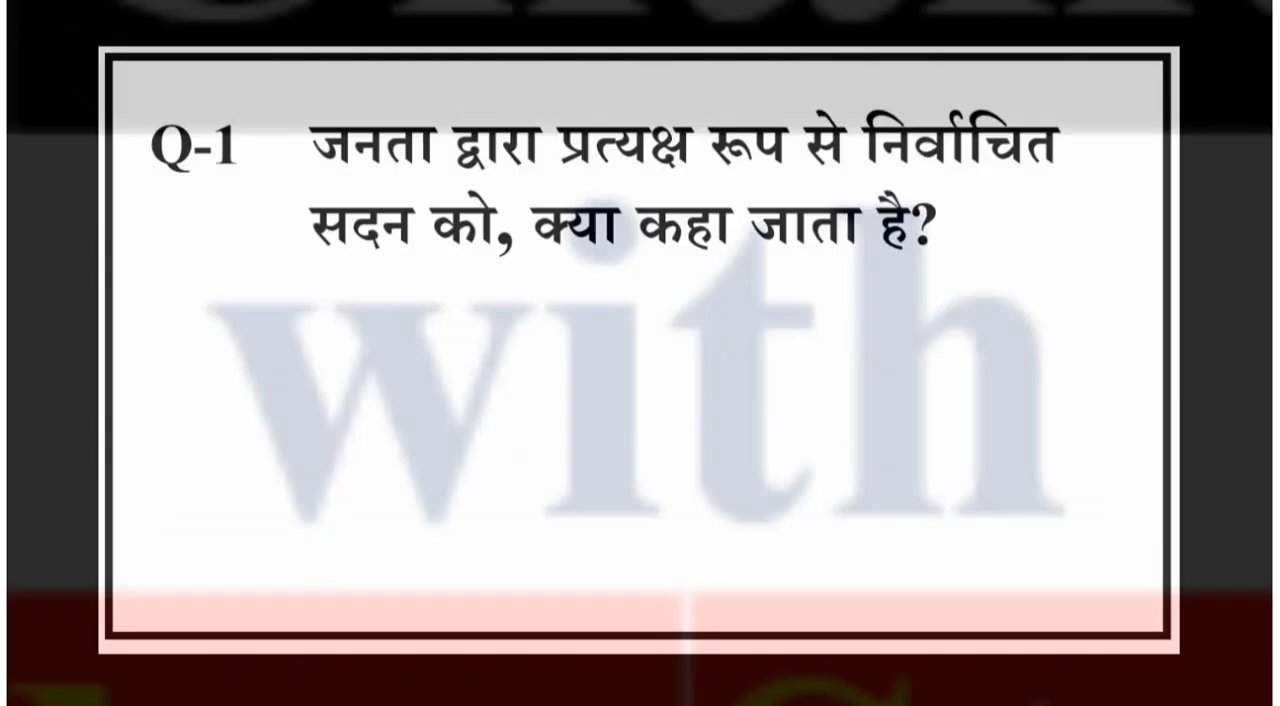 Q-1 जनता द्वारा प्रत्यक्ष रूप से निर्वाचित
सदन को, क्या कहा जाता है?
with